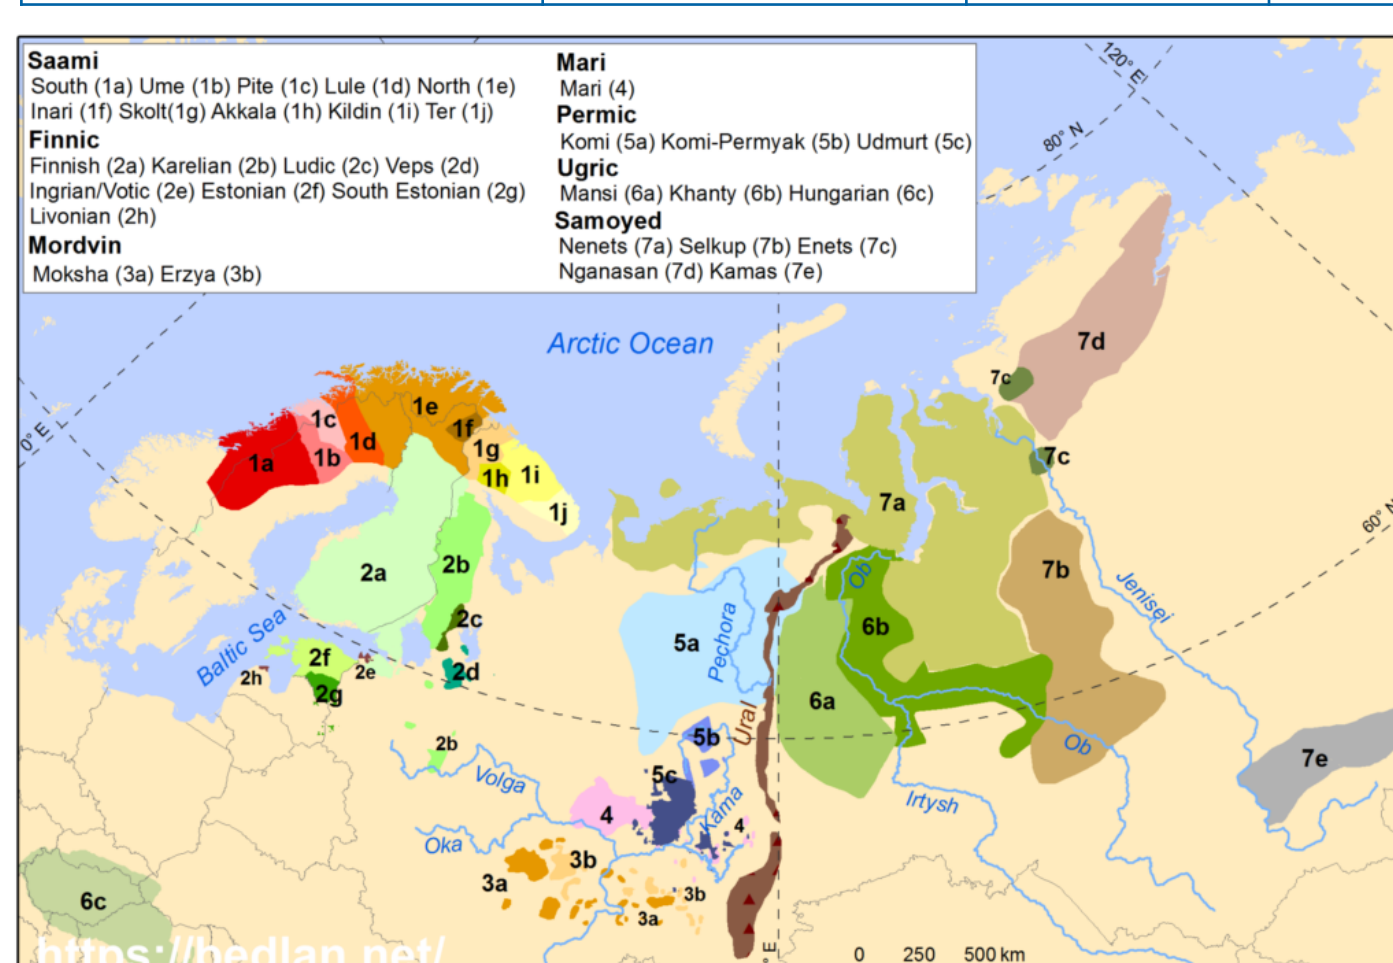 Saami
South (1a) Ume (1b) Pite (1c) Lule (1d) North (1e)
Inari (1f) Skolt(1g) Akkala (1h) Kildin (1i) Ter (1j)
Finnic
Finnish (2a) Karelian (2b) Ludic (2c) Veps (2d)
Ingrian/Votic (2e) Estonian (2f) South Estonian (2g)
Livonian (2h)
Mordvin
Moksha (3a) Erzya (3b)
Mari
Mari (4)
Permic
Komi (5a) Komi-Permyak (5b) Udmurt (5c)
Ugric
Mansi (6a) Khanty (6b) Hungarian (6c)
Samoyed
Nenets (7a) Selkup (7b) Enets (7c)
Nganasan (7d) Kamas (7e)
120° E
80° N
Arctic Ocean
7d
7c
0° E
1c
1e
1f
1a
1b
1d
1g
1h
1i
1j
7c
7a
60° N
2a
2b
Ob
7b
Jenisei
Baltic Sea
2c
5a
Pechora
6b
2f
2e
2d
2h
2g
6a
Ural
5b
2b
Ob
7e
Volga
5c
Kama
Irtysh
4
4
Oka
3b
3a
3b
3a
6c
https://bedlan.net/
° E
0 250 500 km